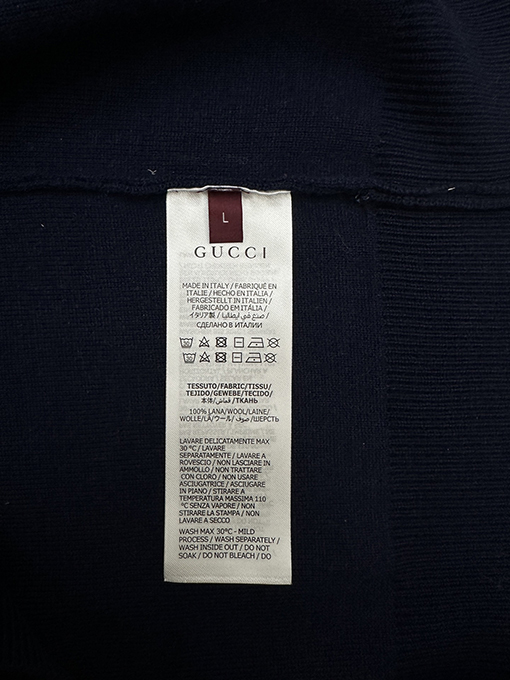 L
GUCCI
MADE IN ITALY / FABRIQUÉ EN
ITALIE / HECHO EN ITALIA /
HERGESTELLT IN ITALIEN /
FABRICADO EM ITÁLIA /
イタリア製 / صنع في ايطاليا /
СДЕЛАНО В ИТАЛИИ
TESSUTO/FABRIC/TISSU/
TEJIDO/GEWEBE/TECIDO/
本体/قماش/ТКАНЬ
100% LANA/WOOL/LAINE/
WOLLE/LÃ/ウール/ صوف /ШЕРСТЬ
LAVARE DELICATAMENTE MAX
30 °C / LAVARE
SEPARATAMENTE / LAVARE A
ROVESCIO / NON LASCIARE IN
AMMOLLO / NON TRATTARE
CON CLORO / NON USARE
ASCIUGATRICE / ASCIUGARE
IN PIANO / STIRARE A
TEMPERATURA MASSIMA 110
°C SENZA VAPORE / NON
STIRARE LA STAMPA / NON
LAVARE A SECCO
WASH MAX 30°C - MILD
PROCESS / WASH SEPARATELY /
WASH INSIDE OUT / DO NOT
SOAK / DO NOT BLEACH / DO